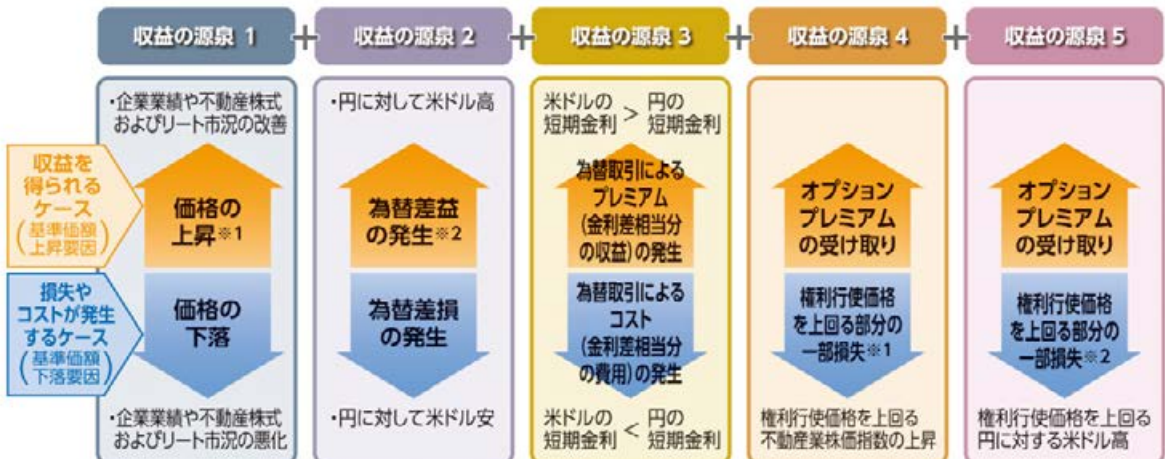 収益の源泉 1 + 収益の源泉 2 + 収益の源泉 3 + 収益の源泉 4 + 収益の源泉 5
収益を
得られる
ケース
(基準価額
上昇要因)
損失や
コストが発生
するケース
(基準価額
下落要因)
・企業業績や不動産株式
およびリート市況の改善
価格の
上昇※1
価格の
下落
・企業業績や不動産株式
およびリート市況の悪化
・円に対して米ドル高
為替差益
の発生※2
為替差損
の発生
・円に対して米ドル安
米ドルの 円の
短期金利 > 短期金利
為替取引による
プレミアム
(金利差相当分
の収益)の発生
為替取引による
コスト
(金利差相当分
の費用)の発生
米ドルの 円の
短期金利 < 短期金利
オプション
プレミアム
の受け取り
権利行使価格
を上回る部分の
一部損失※1
権利行使価格を上回る
不動産業株価指数の上昇
オプション
プレミアム
の受け取り
権利行使価格
を上回る部分の
一部損失※2
権利行使価格を上回る
円に対する米ドル高